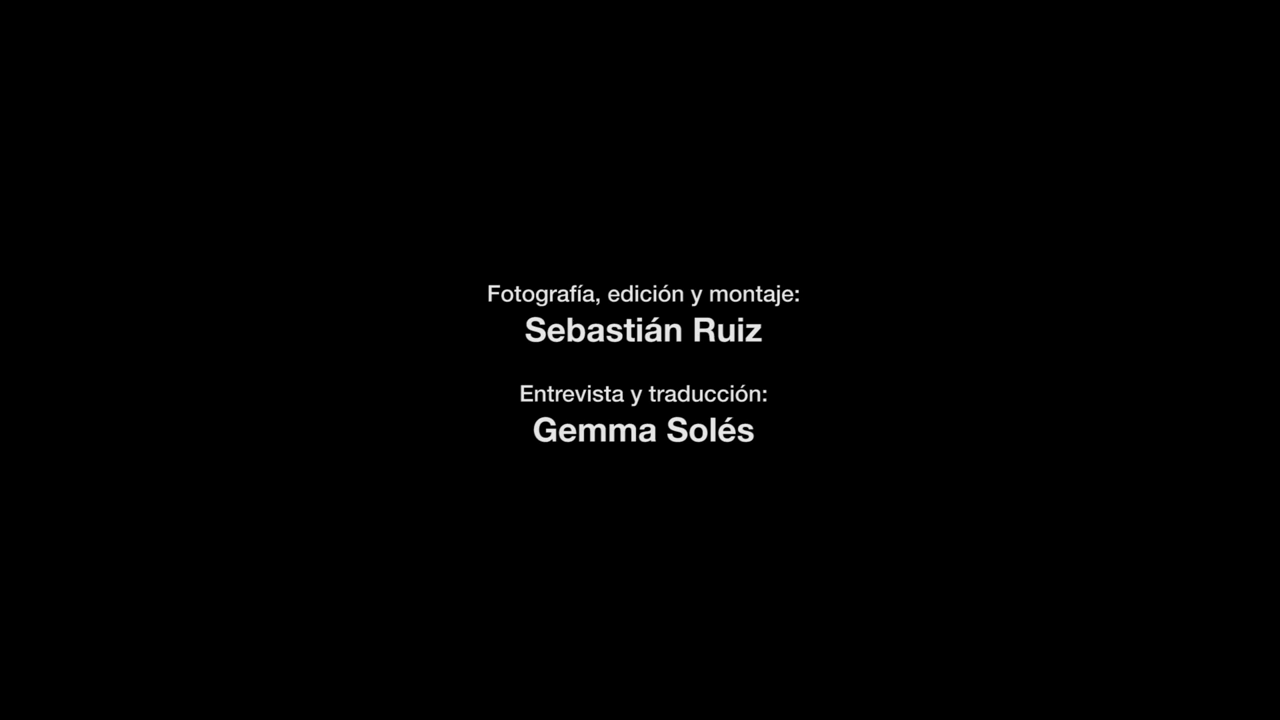 Fotografía, edición y montaje:
Sebastián Ruiz
Entrevista y traducción:
Gemma Solés